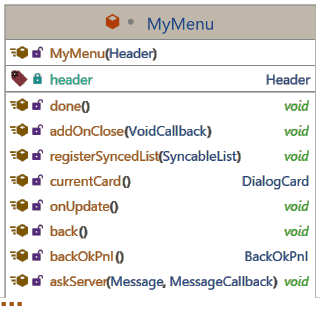 MyMenu
MyMenu(Header)
header Header
done() void
addOnClose(VoidCallback) void
registerSyncedList(SyncableList) void
currentCard() DialogCard
onUpdate() void
back() void
backOkPnl() BackOkPnl
askServer(Message, MessageCallback) void